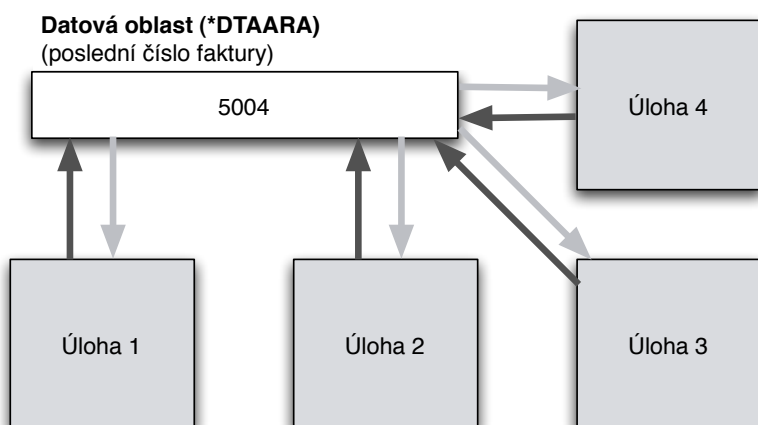 Datová oblast (*DTAARA)
(poslední číslo faktury)
5004
Úloha 4
Úloha 1
Úloha 2
Úloha 3